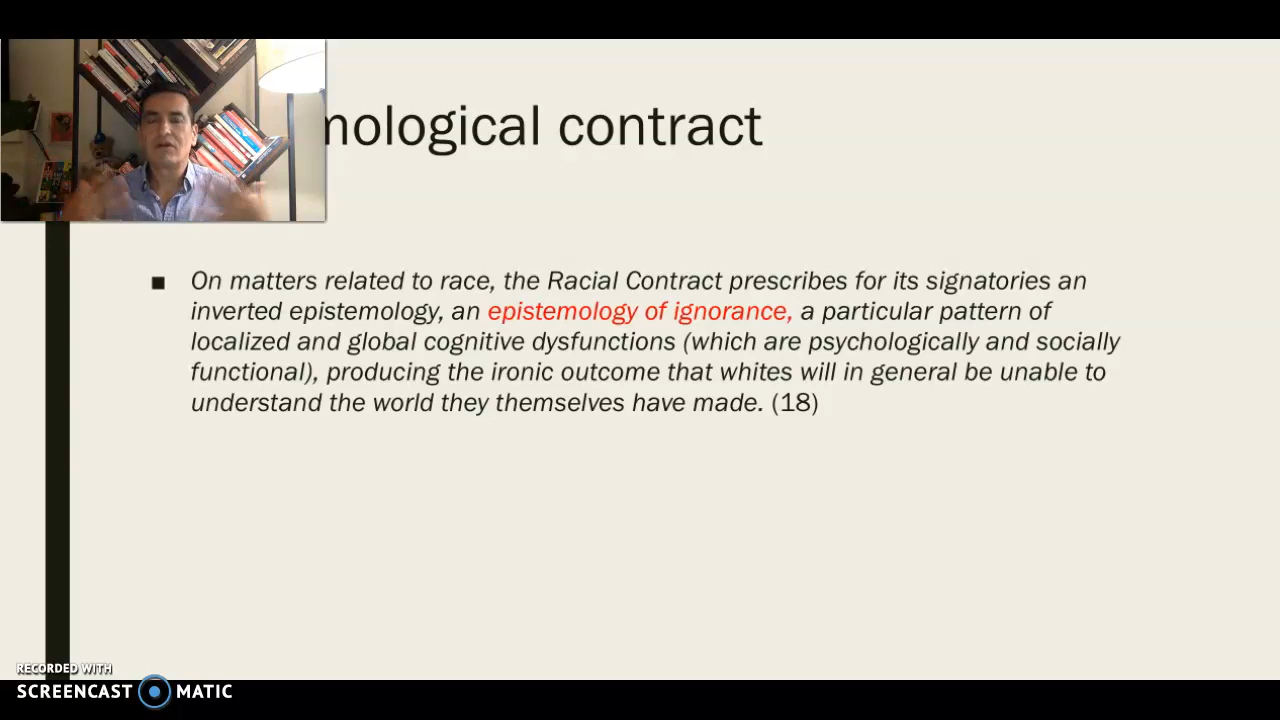 mological contract
■ On matters related to race, the Racial Contract prescribes for its signatories an
inverted epistemology, an epistemology of ignorance, a particular pattern of
localized and global cognitive dysfunctions (which are psychologically and socially
functional), producing the ironic outcome that whites will in general be unable to
understand the world they themselves have made. (18)
RECORDED WITH
SCREENCAST MATIC